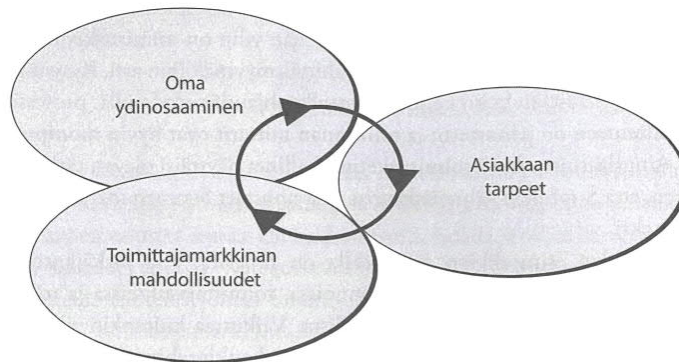 Oma
ydinosaaminen
Asiakkaan
tarpeet
Toimittajamarkkinan
mahdollisuudet